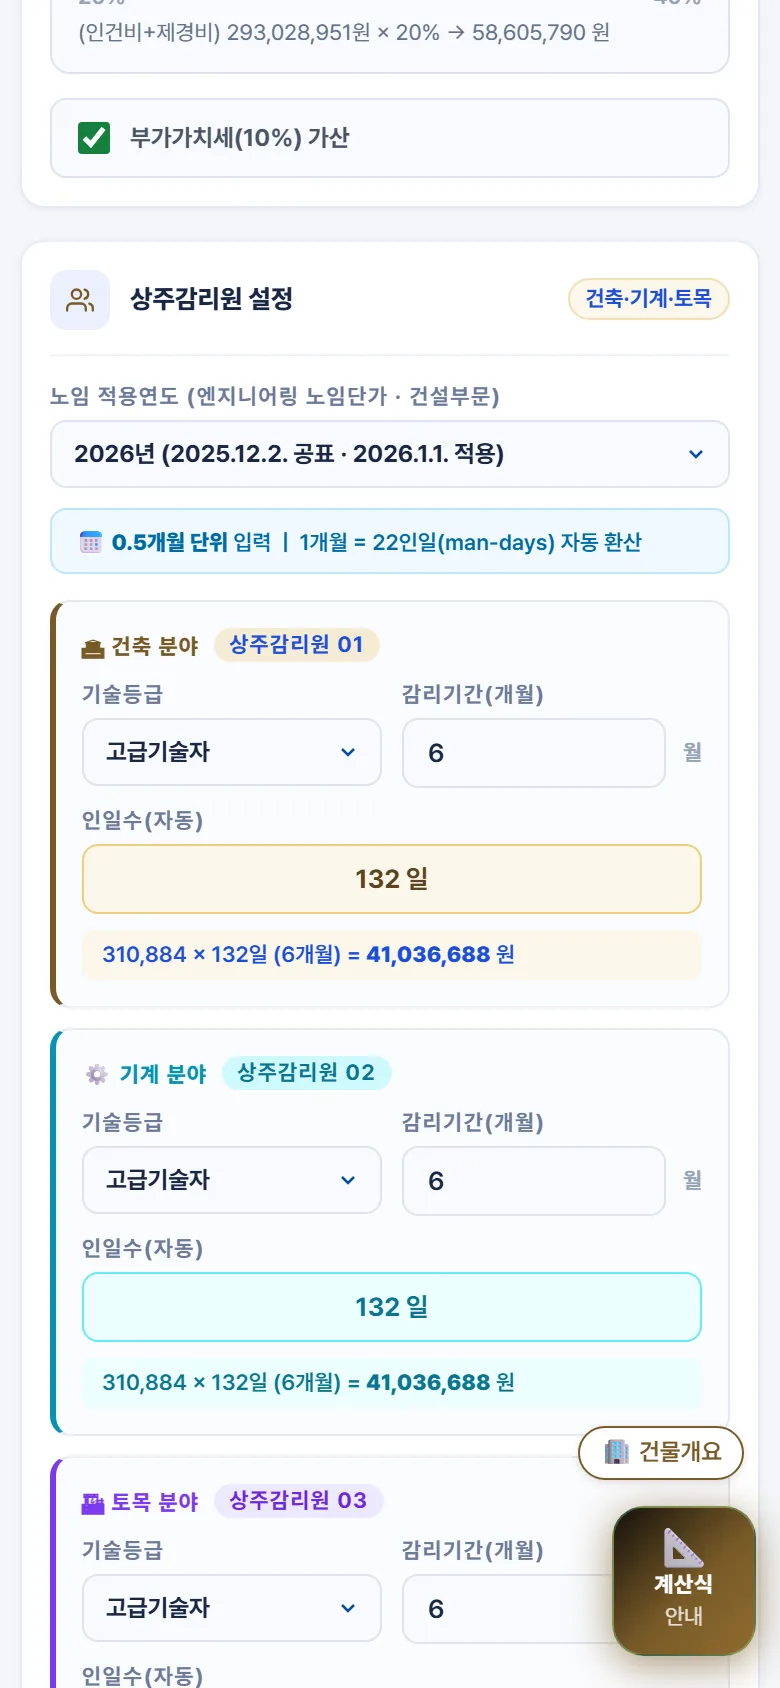 (인건비+제경비) 293,028,951원 × 20% → 58,605,790 원
부가가치세(10%) 가산
상주감리원 설정
건축·기계·토목
노임 적용연도 (엔지니어링 노임단가 · 건설부문)
2026년 (2025.12.2. 공표 · 2026.1.1. 적용)
0.5개월 단위 입력 | 1개월 = 22인일(man-days) 자동 환산
건축 분야 상주감리원 01
기술등급 감리기간(개월)
고급기술자 6 월
인일수(자동)
132 일
310,884 × 132일 (6개월) = 41,036,688 원
기계 분야 상주감리원 02
기술등급 감리기간(개월)
고급기술자 6 월
인일수(자동)
132 일
310,884 × 132일 (6개월) = 41,036,688 원
건물개요
토목 분야 상주감리원 03
기술등급 감리기간(개월)
고급기술자 6
계산식
안내
인일수(자동)